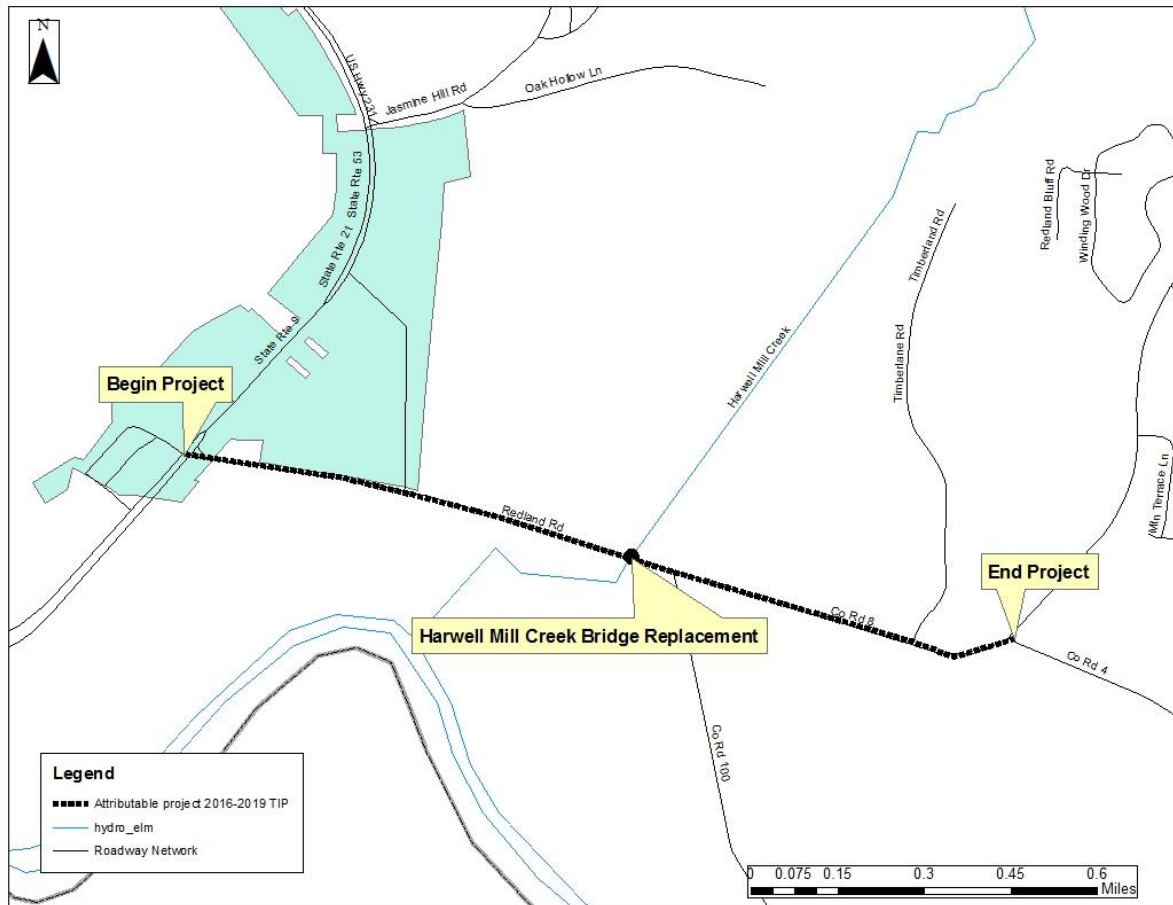 N
US Hwy 231
Jasmine Hill Rd
Oak Hollow Ln
State Rte 53
State Rte 21
State Rte 9
Redland Bluff Rd
Winding Wood Dr
Timberland Rd
Timberlane Rd
Harwell Mill Creek
Begin Project
Mtn Terrace Ln
Redland Rd
End Project
Harwell Mill Creek Bridge Replacement
Co Rd 8
Co Rd 4
Co Rd 100
Legend
Attributable project 2016-2019 TIP
hydro_elm
Roadway Network
0 0.075 0.15 0.3 0.45 0.6
Miles